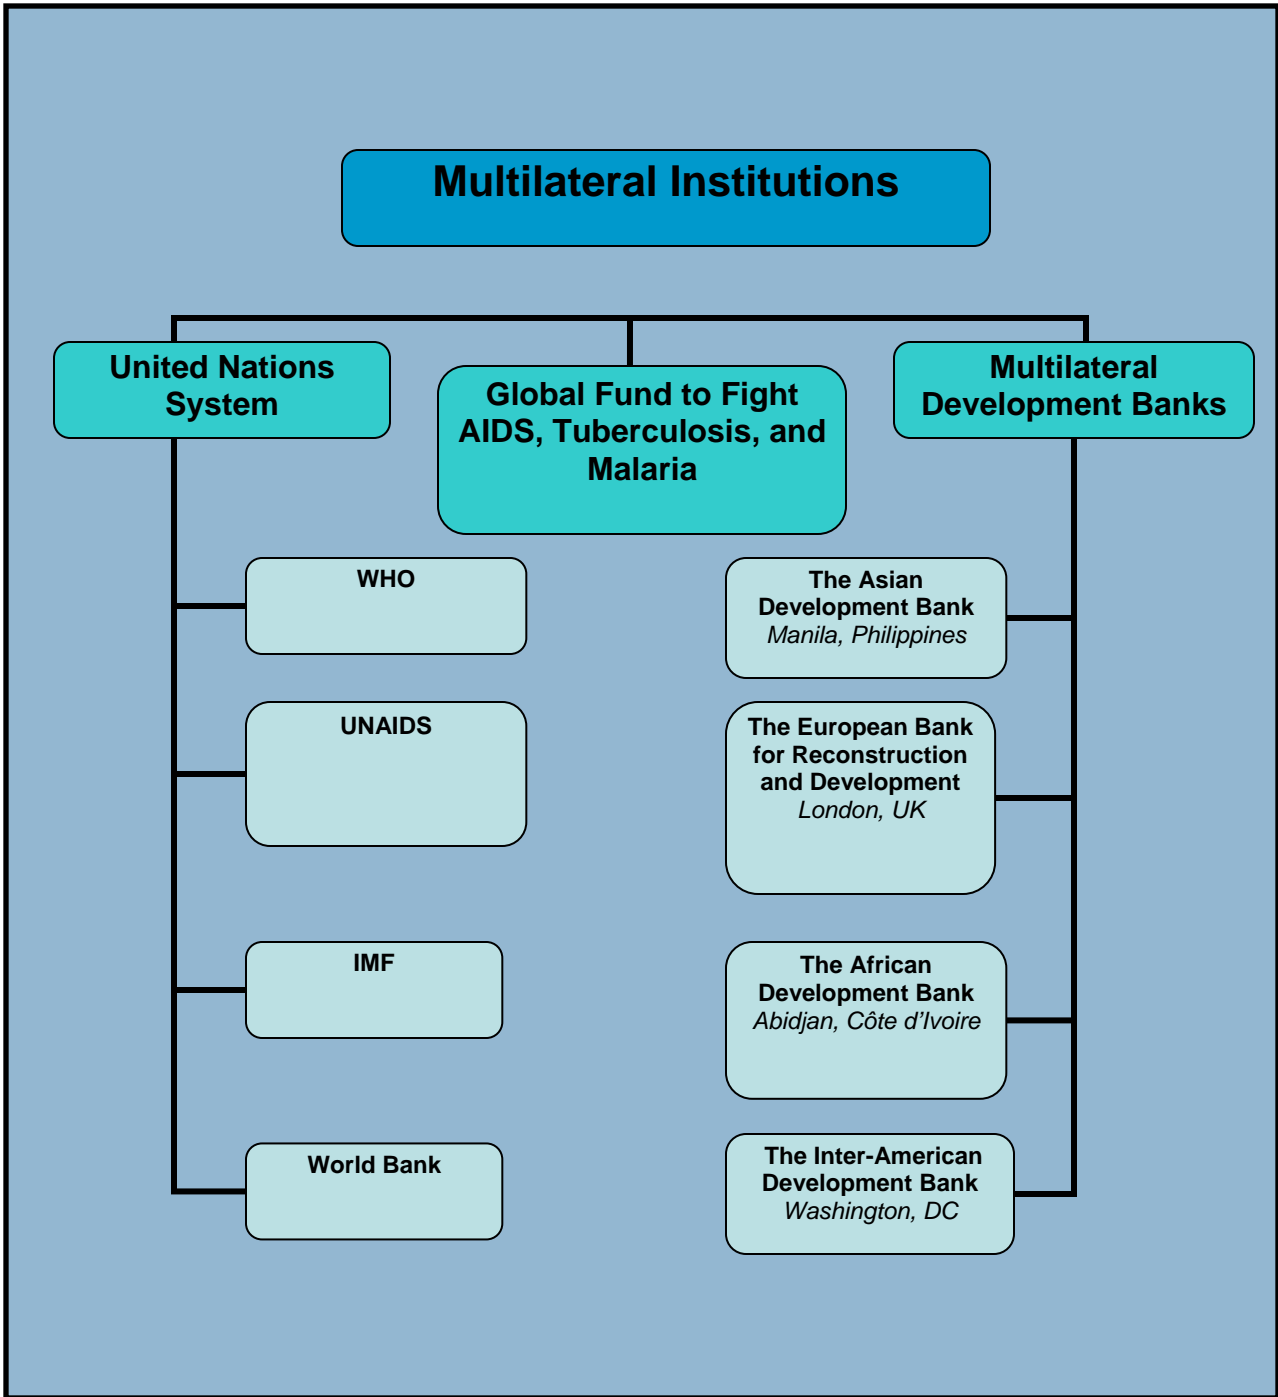 Multilateral Institutions
United Nations
System
Global Fund to Fight
AIDS, Tuberculosis, and
Malaria
Multilateral
Development Banks
WHO
UNAIDS
IMF
World Bank
The Asian
Development Bank
Manila, Philippines
The European Bank
for Reconstruction
and Development
London, UK
The African
Development Bank
Abidjan, Côte d’Ivoire
The Inter-American
Development Bank
Washington, DC